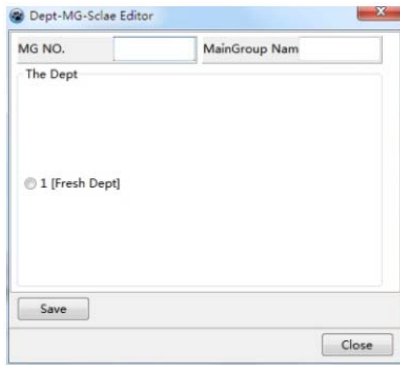 Dept-MG-Sclae Editor
MG NO. MainGroup Nam
The Dept
1 [Fresh Dept]
Save
Close